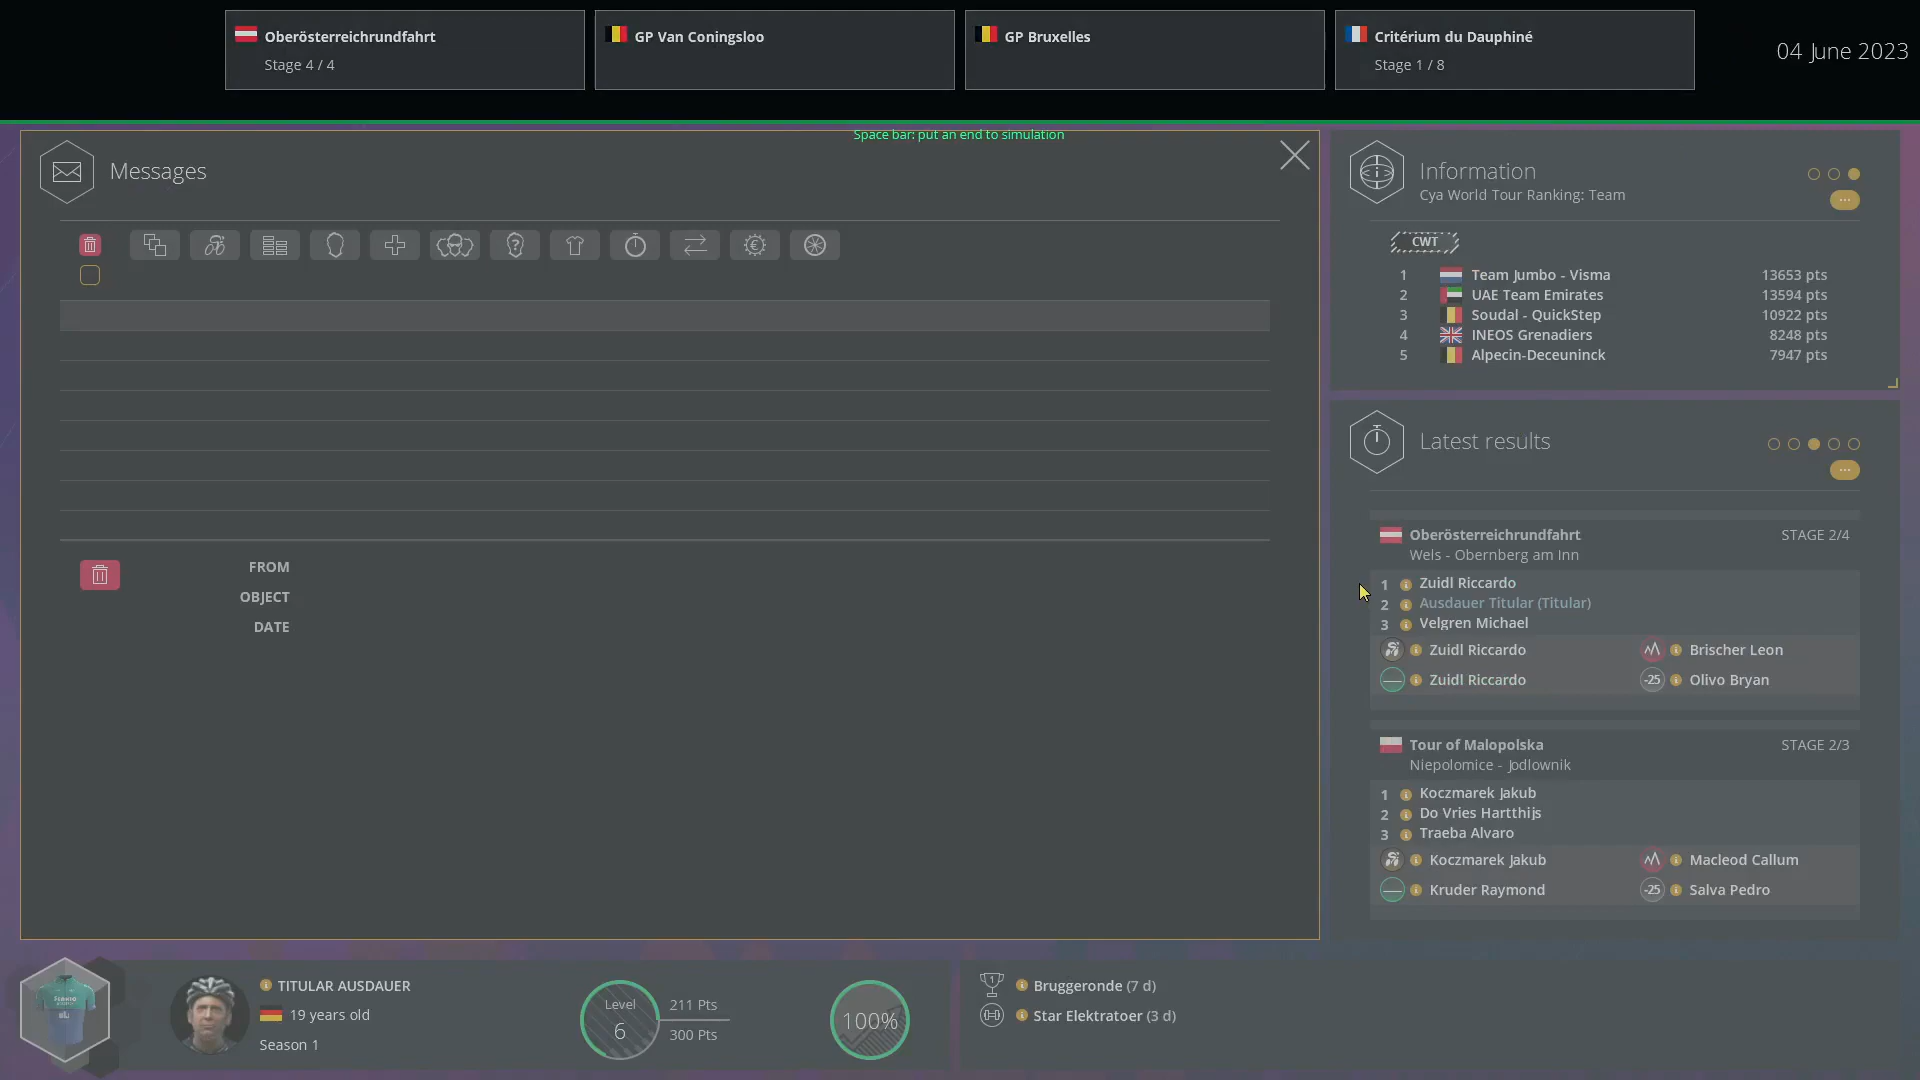 Oberösterreichrundfahrt
Stage 4 / 4
GP Van Coningsloo
GP Bruxelles
Critérium du Dauphiné
Stage 1 / 8
04 June 2023
Space bar: put an end to simulation
Messages
FROM
OBJECT
DATE
Information
Cya World Tour Ranking: Team
CWT
1 Team Jumbo - Visma 13653 pts
2 UAE Team Emirates 13594 pts
3 Soudal - QuickStep 10922 pts
4 INEOS Grenadiers 8248 pts
5 Alpecin-Deceuninck 7947 pts
Latest results
Oberösterreichrundfahrt STAGE 2/4
Wels - Obernberg am Inn
1 Zuidl Riccardo
2 Ausdauer Titular (Titular)
3 Velgren Michael
Zuidl Riccardo Brischer Leon
Zuidl Riccardo -25 Olivo Bryan
Tour of Malopolska STAGE 2/3
Niepolomice - Jodlownik
1 Koczmarek Jakub
2 Do Vries Hartthijs
3 Traeba Alvaro
Koczmarek Jakub Macleod Callum
Kruder Raymond -25 Salva Pedro
TITULAR AUSDAUER
19 years old
Season 1
Level
6
211 Pts
300 Pts
100%
Bruggeronde (7 d)
Star Elektratoer (3 d)